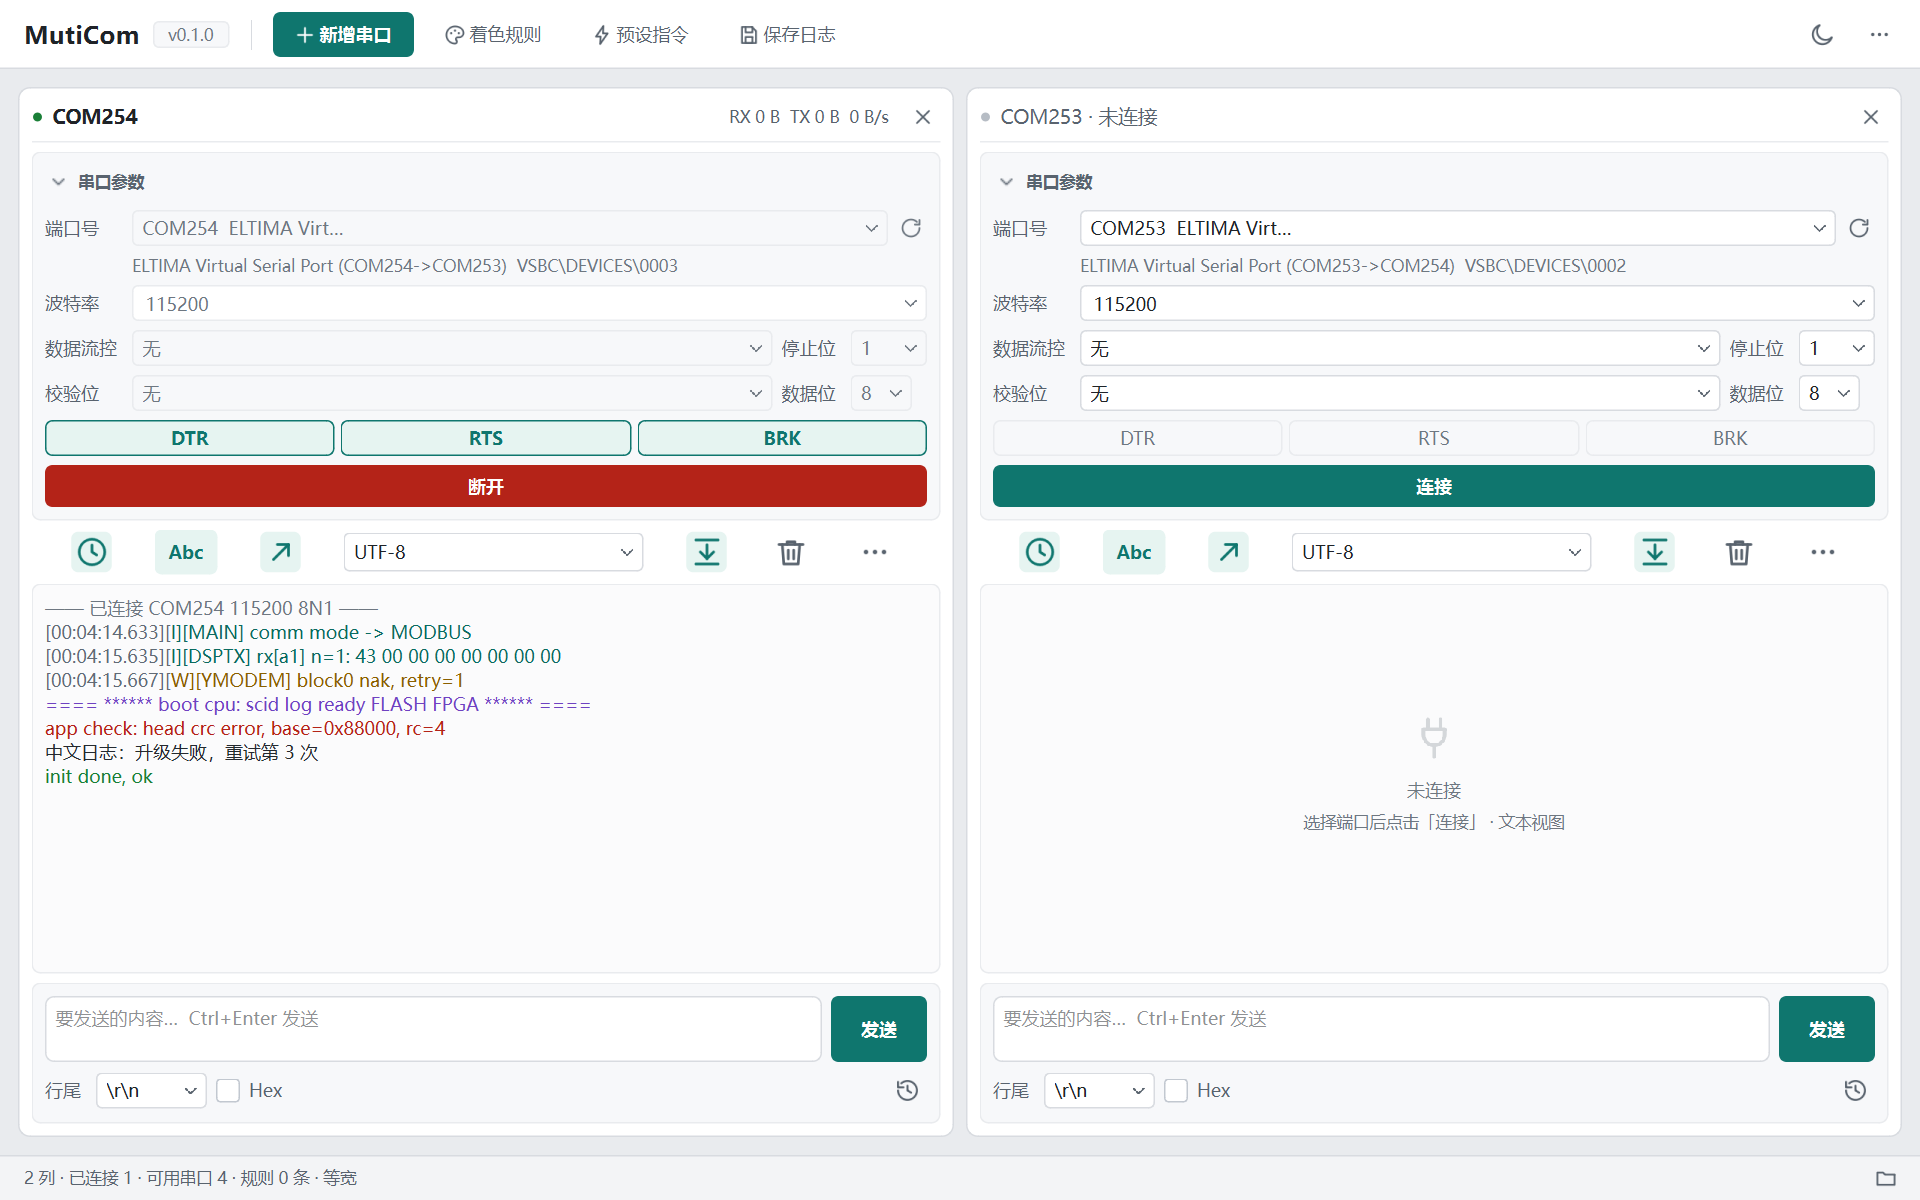 MutiCom v0.1.0 新增串口 着色规则 预设指令 保存日志
COM254 RX 0 B TX 0 B 0 B/s
串口参数
端口号 COM254 ELTIMA Virt...
ELTIMA Virtual Serial Port (COM254->COM253) VSBC\DEVICES\0003
波特率 115200
数据流控 无 停止位 1
校验位 无 数据位 8
DTR RTS BRK
断开
Abc UTF-8
—— 已连接 COM254 115200 8N1 ——
[00:04:14.633][I][MAIN] comm mode -> MODBUS
[00:04:15.635][I][DSPTX] rx[a1] n=1: 43 00 00 00 00 00 00 00
[00:04:15.667][W][YMODEM] block0 nak, retry=1
==== ****** boot cpu: scid log ready FLASH FPGA ****** ====
app check: head crc error, base=0x88000, rc=4
中文日志：升级失败，重试第 3 次
init done, ok
要发送的内容... Ctrl+Enter 发送
发送
行尾 \r\n Hex
COM253 · 未连接
串口参数
端口号 COM253 ELTIMA Virt...
ELTIMA Virtual Serial Port (COM253->COM254) VSBC\DEVICES\0002
波特率 115200
数据流控 无 停止位 1
校验位 无 数据位 8
DTR RTS BRK
连接
Abc UTF-8
未连接
选择端口后点击「连接」 · 文本视图
要发送的内容... Ctrl+Enter 发送
发送
行尾 \r\n Hex
2 列 · 已连接 1 · 可用串口 4 · 规则 0 条 · 等宽